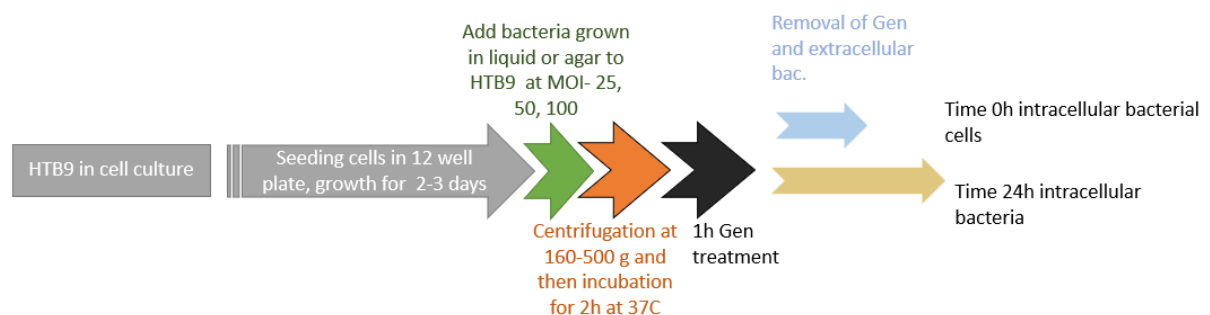 HTB9 in cell culture
Seeding cells in 12 well
plate, growth for 2-3 days
Add bacteria grown
in liquid or agar to
HTB9 at MOI- 25,
50, 100
Centrifugation at
160-500 g and
then incubation
for 2h at 37C
1h Gen
treatment
Removal of Gen
and extracellular
bac.
Time 0h intracellular bacterial
cells
Time 24h intracellular
bacteria